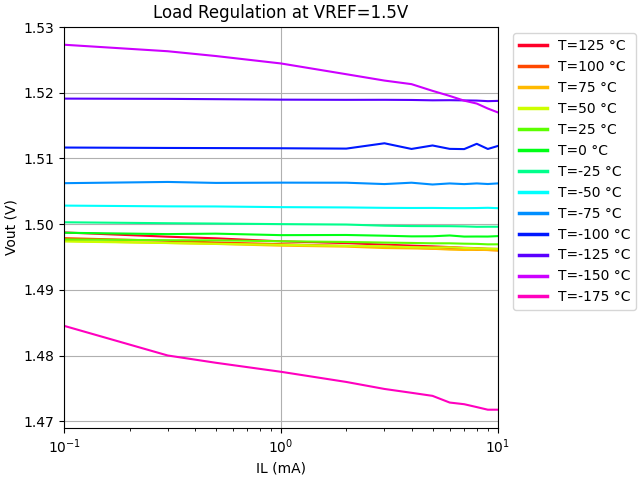 Load Regulation at VREF=1.5V
1.53
1.52
1.51
1.50
1.49
1.48
1.47
Vout (V)
10⁻¹
10⁰
10¹
IL (mA)
T=125 °C
T=100 °C
T=75 °C
T=50 °C
T=25 °C
T=0 °C
T=-25 °C
T=-50 °C
T=-75 °C
T=-100 °C
T=-125 °C
T=-150 °C
T=-175 °C